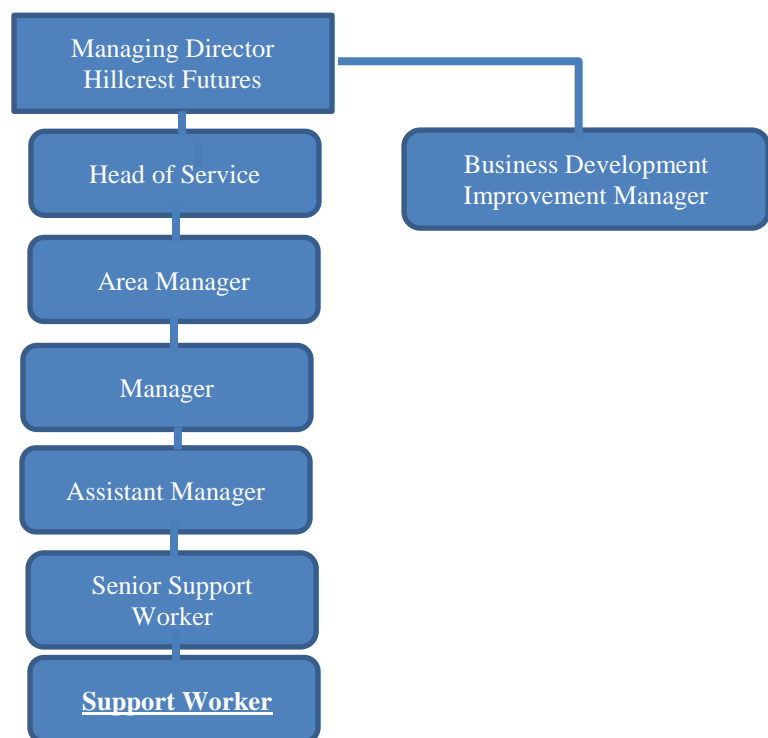 Managing Director
Hillcrest Futures
Head of Service
Business Development
Improvement Manager
Area Manager
Manager
Assistant Manager
Senior Support
Worker
Support Worker